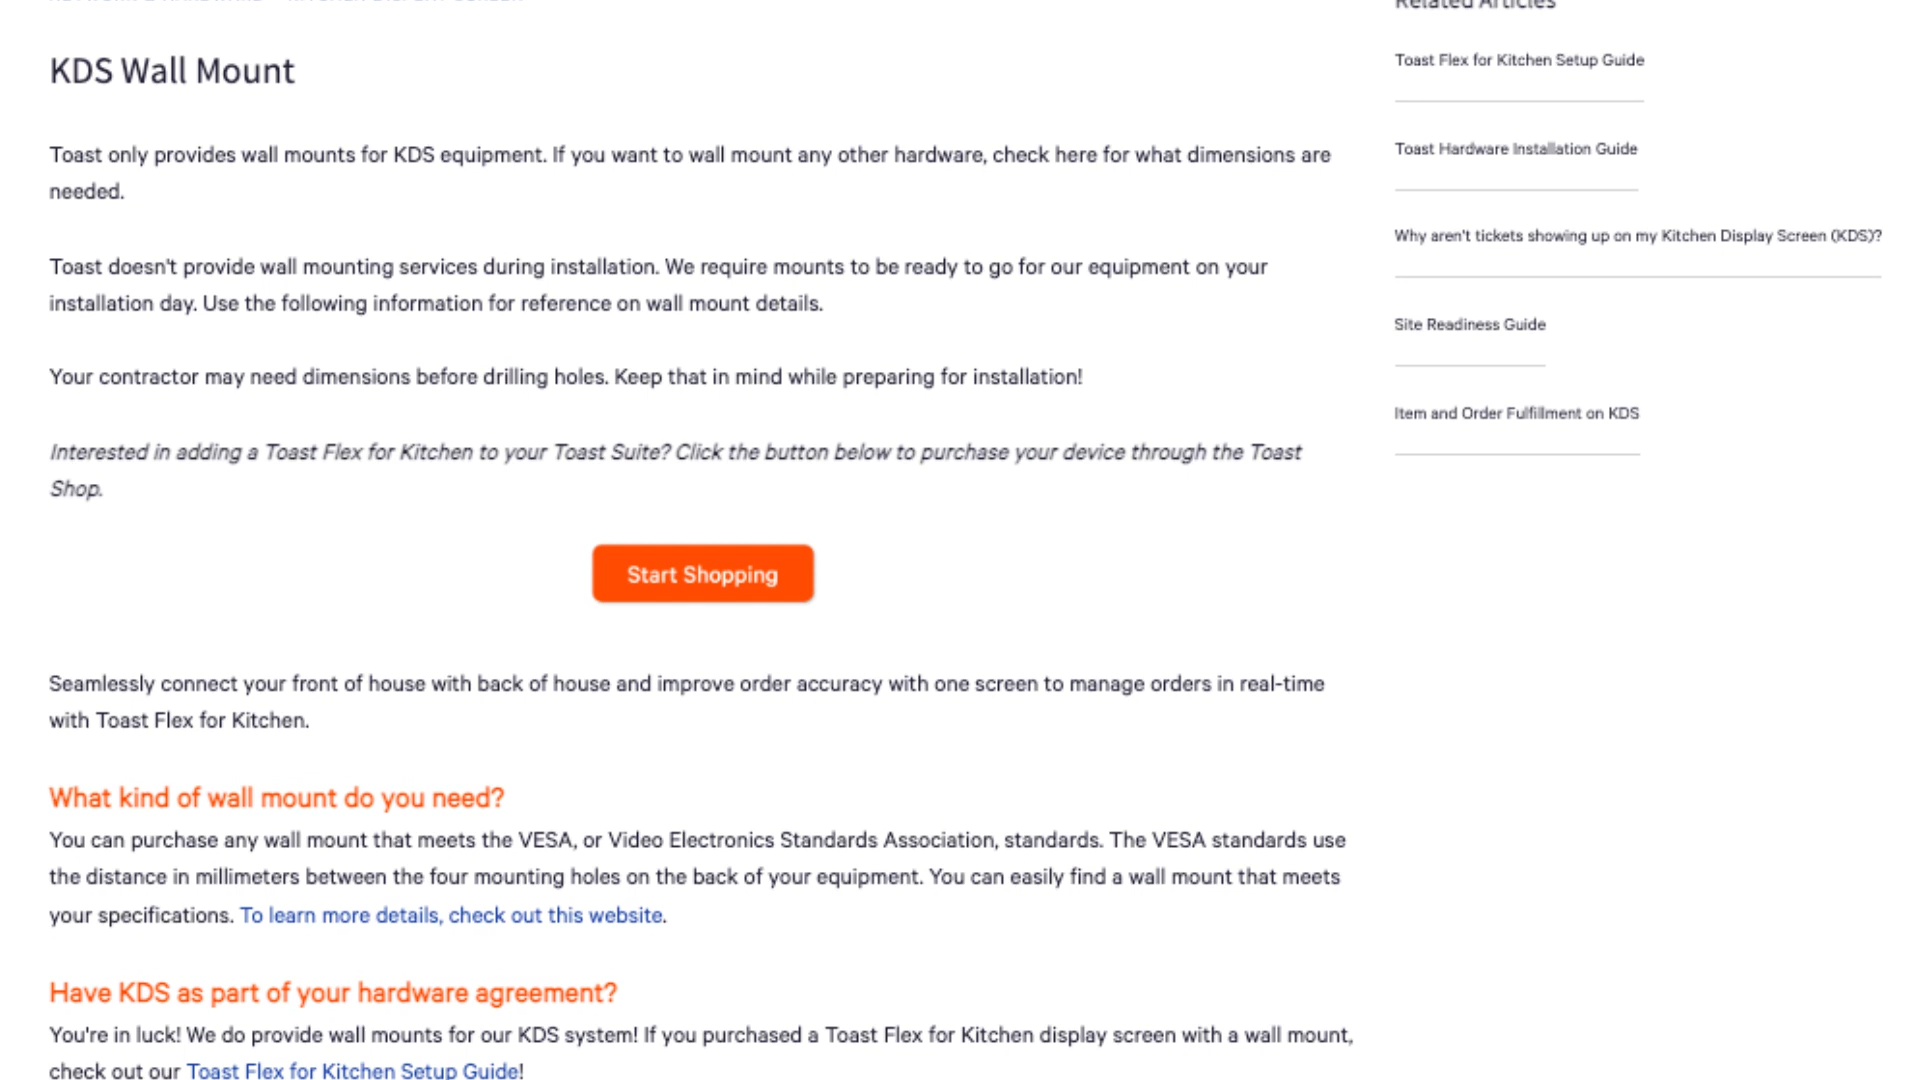 KDS Wall Mount
Toast only provides wall mounts for KDS equipment. If you want to wall mount any other hardware, check here for what dimensions are
needed.
Toast doesn't provide wall mounting services during installation. We require mounts to be ready to go for our equipment on your
installation day. Use the following information for reference on wall mount details.
Your contractor may need dimensions before drilling holes. Keep that in mind while preparing for installation!
Interested in adding a Toast Flex for Kitchen to your Toast Suite? Click the button below to purchase your device through the Toast
Shop.
Start Shopping
Seamlessly connect your front of house with back of house and improve order accuracy with one screen to manage orders in real-time
with Toast Flex for Kitchen.
What kind of wall mount do you need?
You can purchase any wall mount that meets the VESA, or Video Electronics Standards Association, standards. The VESA standards use
the distance in millimeters between the four mounting holes on the back of your equipment. You can easily find a wall mount that meets
your specifications. To learn more details, check out this website.
Have KDS as part of your hardware agreement?
You're in luck! We do provide wall mounts for our KDS system! If you purchased a Toast Flex for Kitchen display screen with a wall mount,
check out our Toast Flex for Kitchen Setup Guide!
Related Articles
Toast Flex for Kitchen Setup Guide
Toast Hardware Installation Guide
Why aren't tickets showing up on my Kitchen Display Screen (KDS)?
Site Readiness Guide
Item and Order Fulfillment on KDS